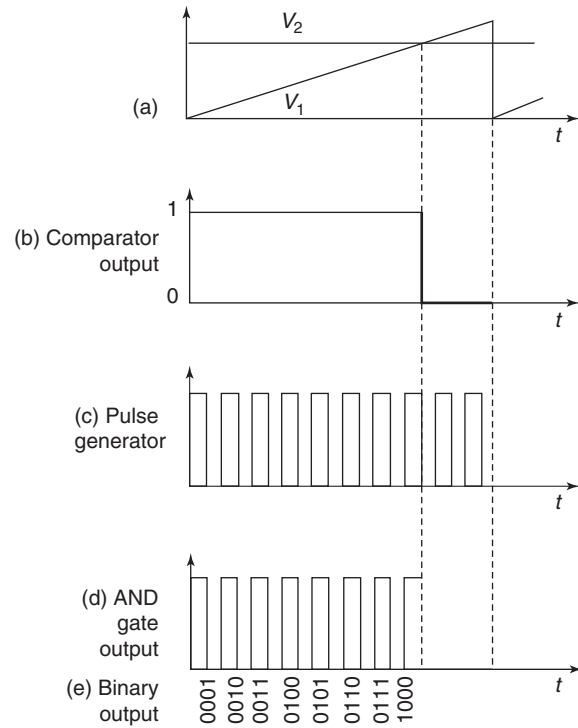 V2
V1
(a)
t
1
(b) Comparator
output
0
t
(c) Pulse
generator
t
(d) AND
gate
output
t
(e) Binary
output
0001
0010
0011
0100
0101
0110
0111
1000